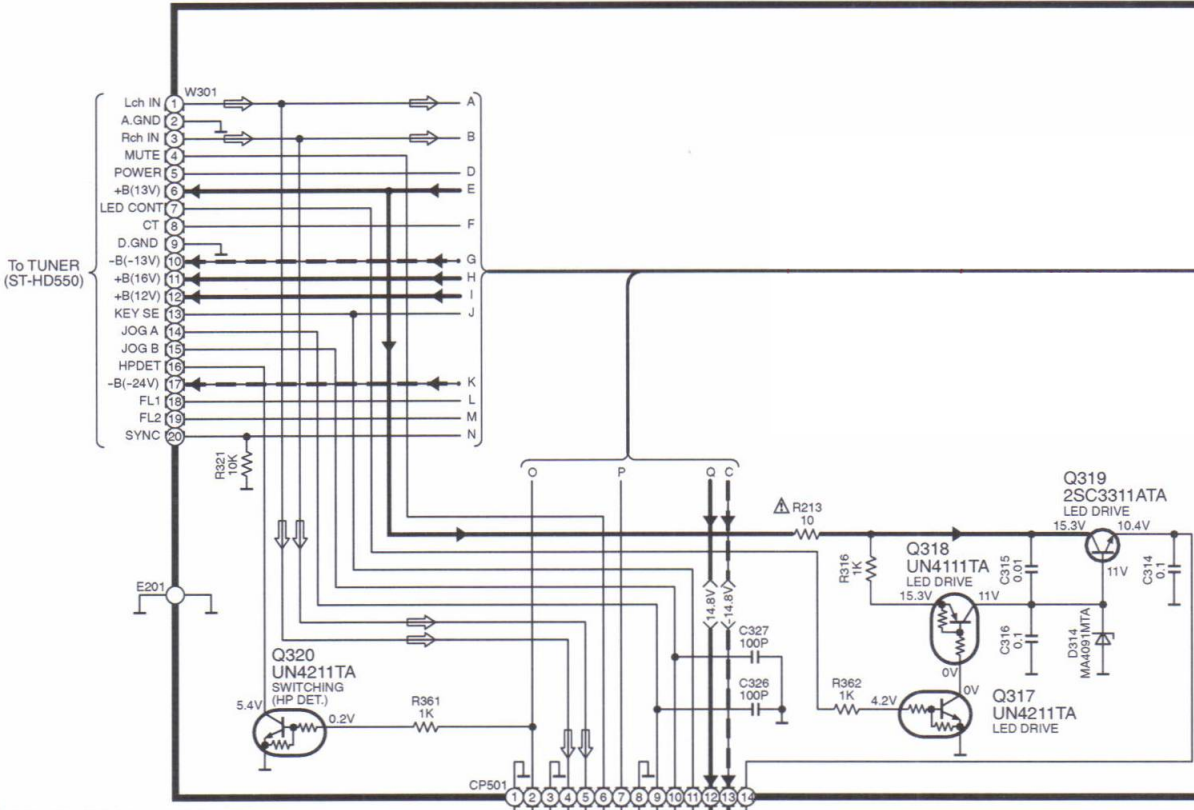 W301
Lch IN 1 A
A.GND 2
Rch IN 3 B
MUTE 4
POWER 5 D
+B(13V) 6 E
LED CONT 7
CT 8 F
D.GND 9
-B(-13V) 10 G
+B(16V) 11 H
+B(12V) 12 I
KEY SE 13 J
JOG A 14
JOG B 15
HPDET 16
-B(-24V) 17 K
FL1 18 L
FL2 19 M
SYNC 20 N
To TUNER
(ST-HD550)
R321
10K
O P Q C
R213
10
Q319
2SC3311ATA
LED DRIVE
15.3V 10.4V
11V
C314
0.1
R316
1K
Q318
UN4111TA
LED DRIVE
15.3V 11V
0V
C315
0.01
C316
0.1
D314
MA4091MTA
E201
14.8V
-14.8V
C327
100P
C326
100P
Q320
UN4211TA
SWITCHING
(HP DET.)
5.4V
0.2V
R361
1K
R362
1K
4.2V
0V
Q317
UN4211TA
LED DRIVE
CP501
1 2 3 4 5 6 7 8 9 10 11 12 13 14